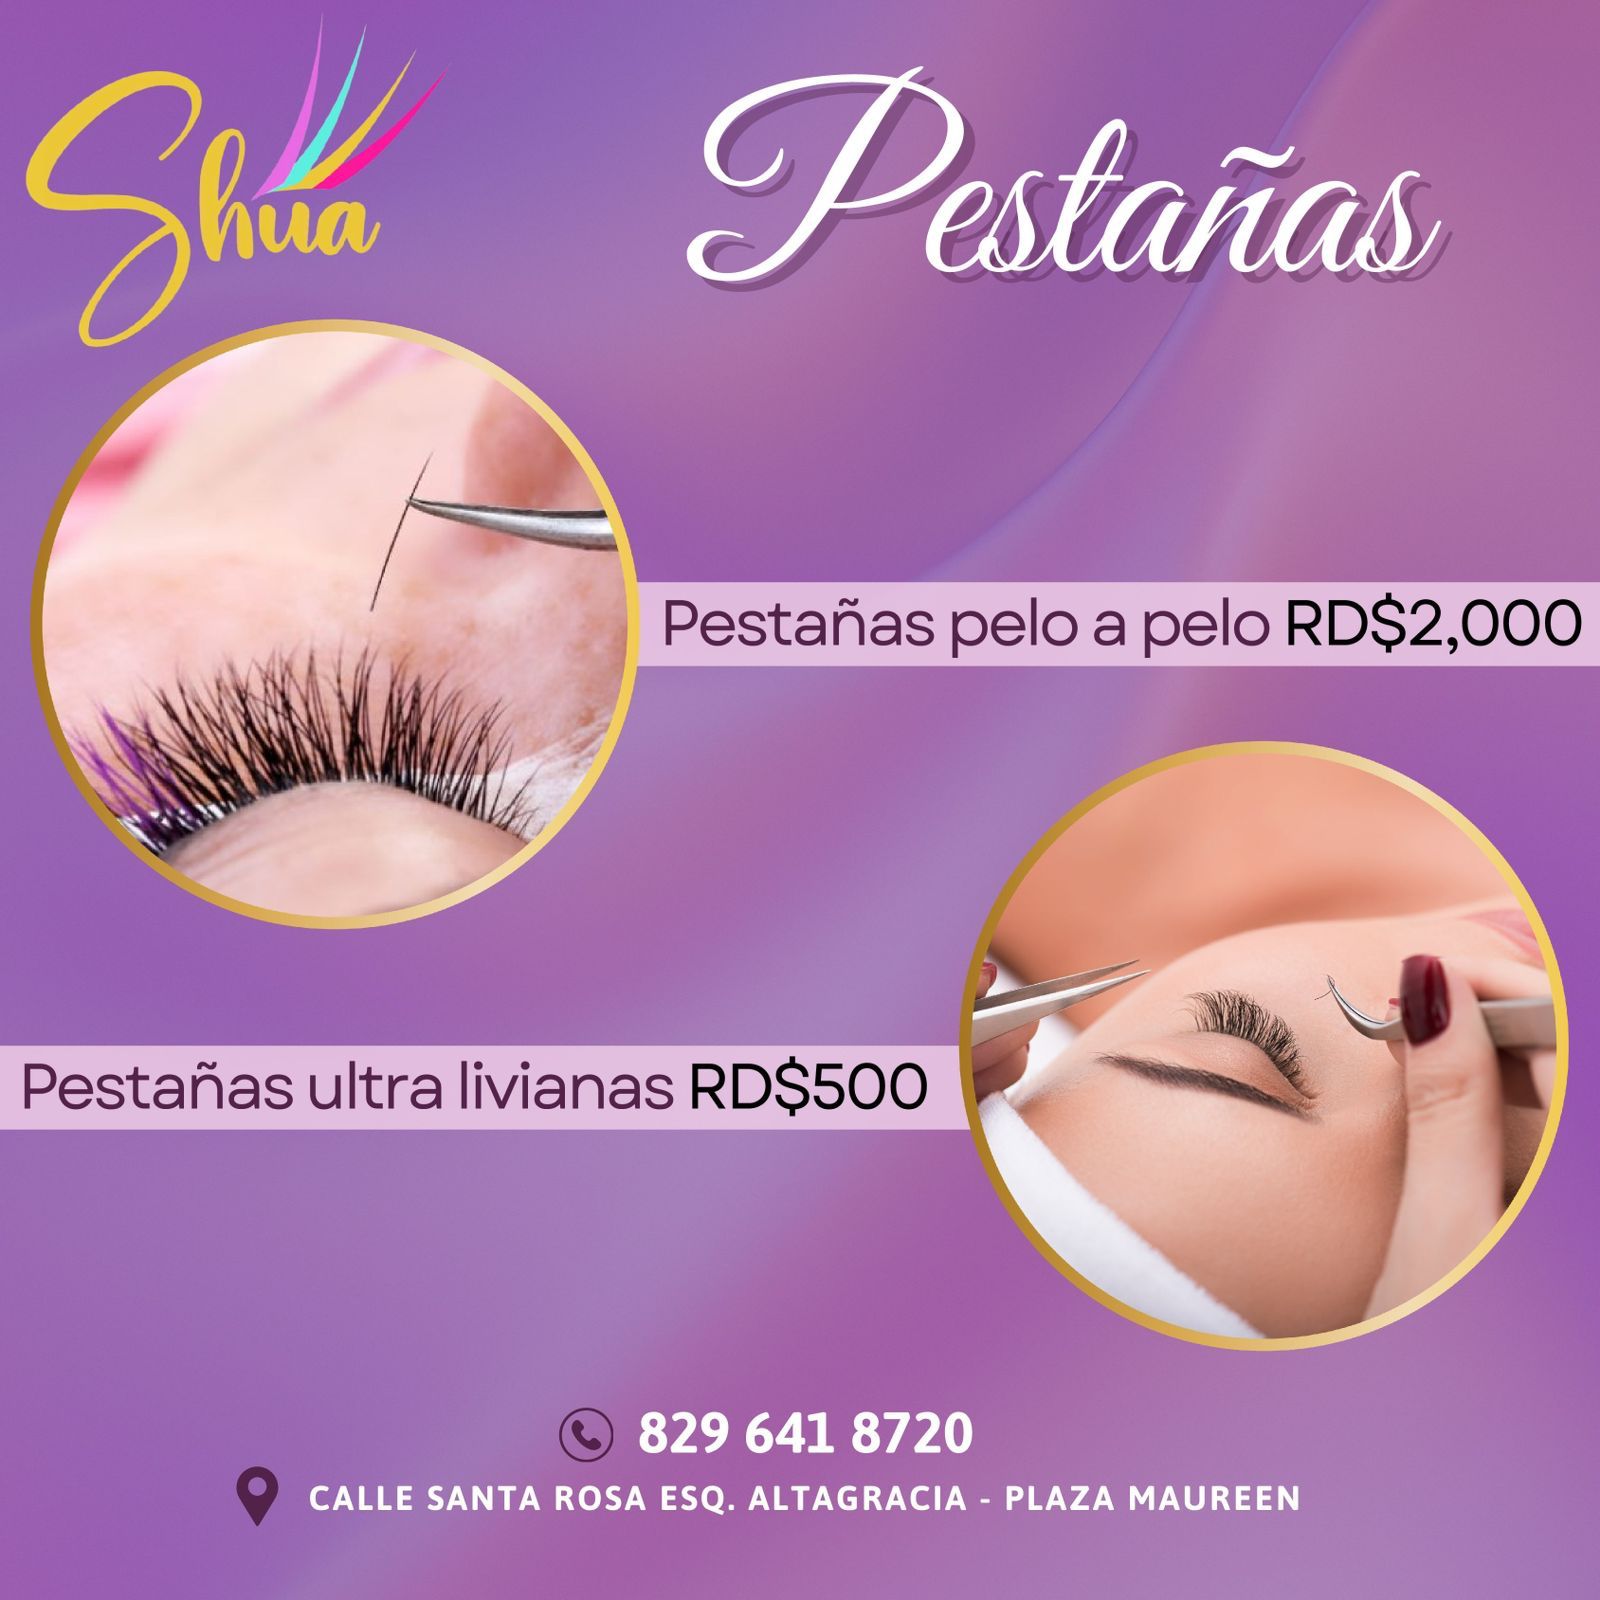 Shua
Pestañas
Pestañas pelo a pelo RD$2,000
Pestañas ultra livianas RD$500
829 641 8720
CALLE SANTA ROSA ESQ. ALTAGRACIA - PLAZA MAUREEN